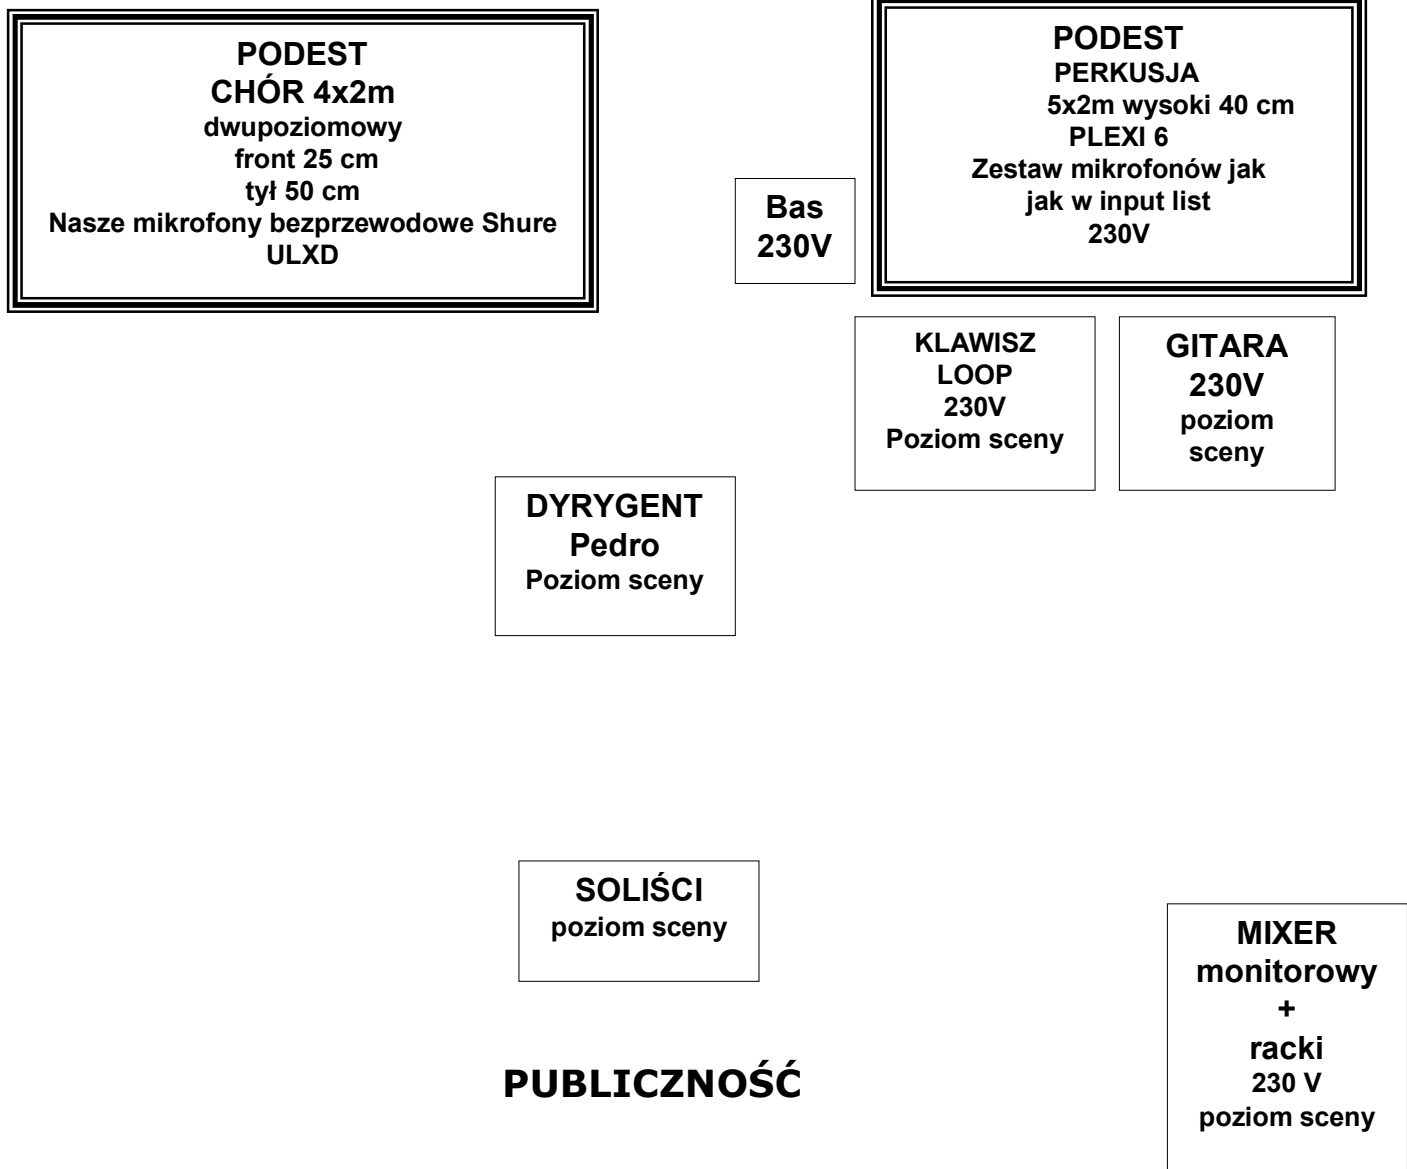 PODEST
CHÓR 4x2m
dwupoziomowy
front 25 cm
tył 50 cm
Nasze mikrofony bezprzewodowe Shure
ULXD
PODEST
PERKUSJA
5x2m wysoki 40 cm
PLEXI 6
Zestaw mikrofonów jak
jak w input list
230V
Bas
230V
KLAWISZ
LOOP
230V
Poziom sceny
GITARA
230V
poziom
sceny
DYRYGENT
Pedro
Poziom sceny
SOLIŚCI
poziom sceny
MIXER
monitorowy
+
racki
230 V
poziom sceny
PUBLICZNOŚĆ